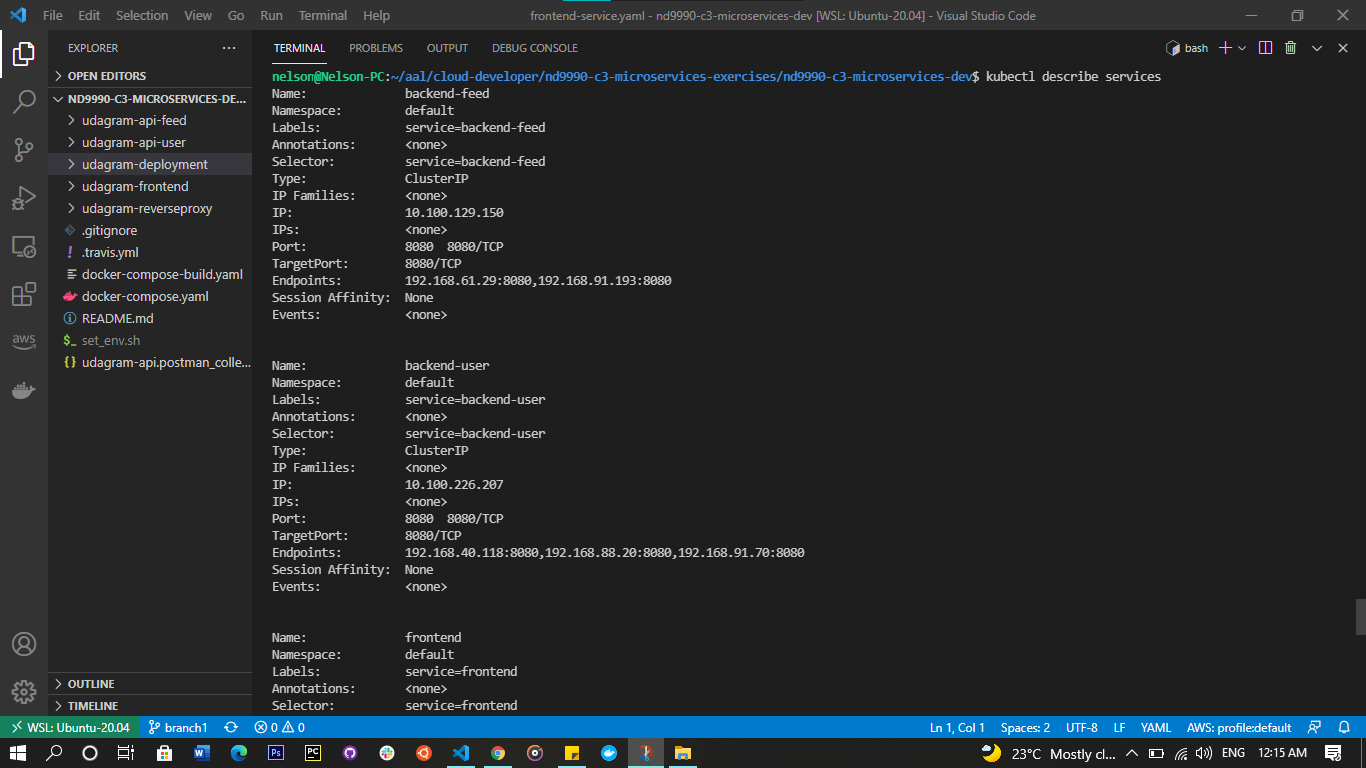 File Edit Selection View Go Run Terminal Help frontend-service.yaml - nd9990-c3-microservices-dev [WSL: Ubuntu-20.04] - Visual Studio Code
EXPLORER
OPEN EDITORS
ND9990-C3-MICROSERVICES-DE...
udagram-api-feed
udagram-api-user
udagram-deployment
udagram-frontend
udagram-reverseproxy
.gitignore
! .travis.yml
docker-compose-build.yaml
docker-compose.yaml
README.md
$_ set_env.sh
{} udagram-api.postman_colle...
aws
OUTLINE
TIMELINE
TERMINAL PROBLEMS OUTPUT DEBUG CONSOLE bash
nelson@Nelson-PC:~/aal/cloud-developer/nd9990-c3-microservices-exercises/nd9990-c3-microservices-dev$ kubectl describe services
Name: backend-feed
Namespace: default
Labels: service=backend-feed
Annotations: <none>
Selector: service=backend-feed
Type: ClusterIP
IP Families: <none>
IP: 10.100.129.150
IPs: <none>
Port: 8080 8080/TCP
TargetPort: 8080/TCP
Endpoints: 192.168.61.29:8080,192.168.91.193:8080
Session Affinity: None
Events: <none>
Name: backend-user
Namespace: default
Labels: service=backend-user
Annotations: <none>
Selector: service=backend-user
Type: ClusterIP
IP Families: <none>
IP: 10.100.226.207
IPs: <none>
Port: 8080 8080/TCP
TargetPort: 8080/TCP
Endpoints: 192.168.40.118:8080,192.168.88.20:8080,192.168.91.70:8080
Session Affinity: None
Events: <none>
Name: frontend
Namespace: default
Labels: service=frontend
Annotations: <none>
Selector: service=frontend
WSL: Ubuntu-20.04 branch1 0 0 Ln 1, Col 1 Spaces: 2 UTF-8 LF YAML AWS: profile:default
W Ps PC 23°C Mostly cl... ENG 12:15 AM